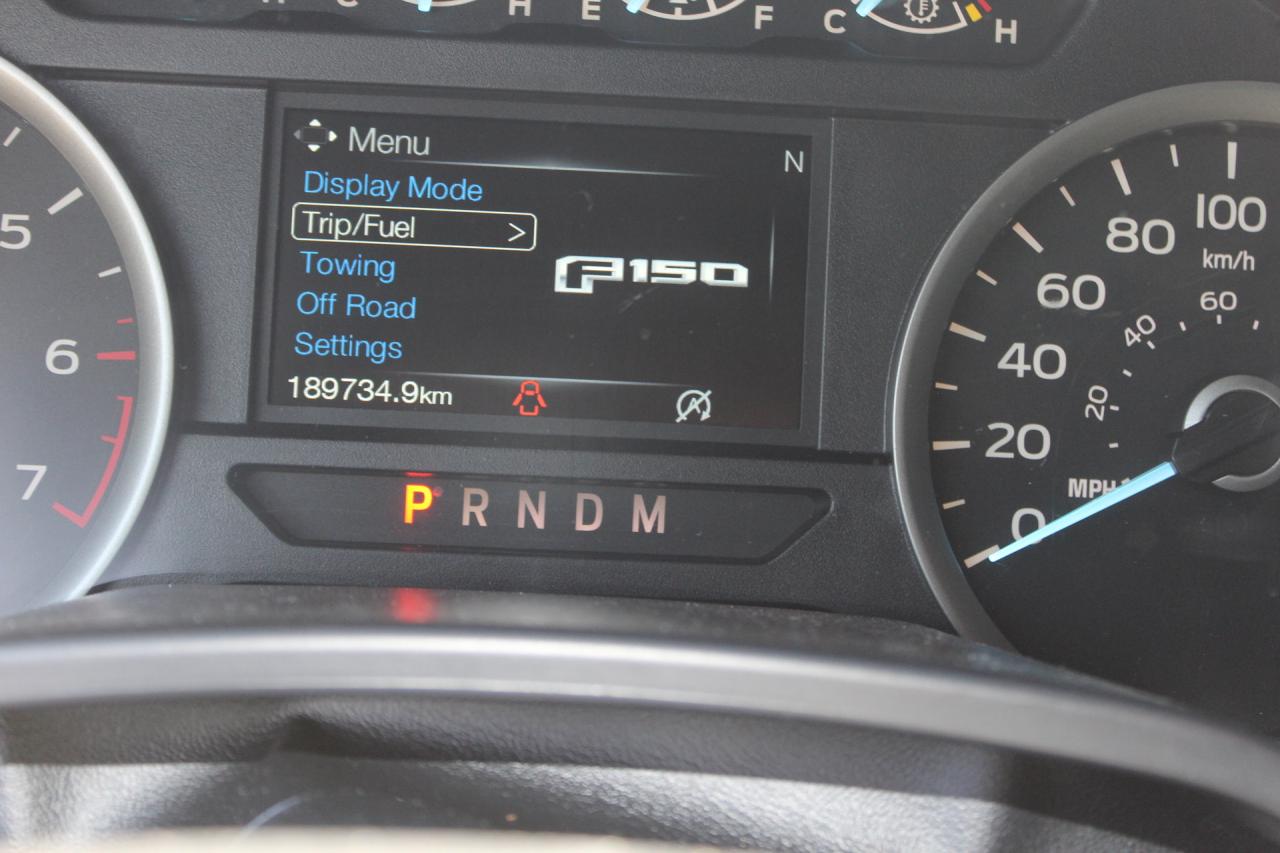 H E F C H
Menu N
Display Mode
Trip/Fuel >
Towing
F150
Off Road
Settings
189734.9km
P R N D M
5
6
7
100
80
km/h
60
60
40
40
20
20
MPH
0